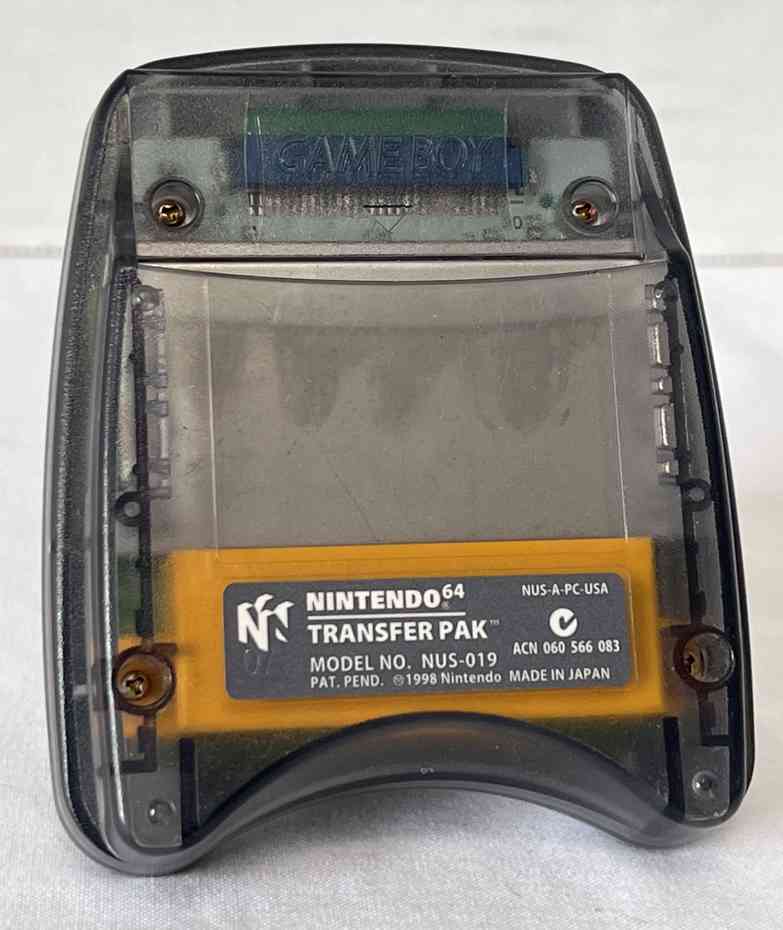 GAME BOY
NINTENDO64®
TRANSFER PAK™
NUS-A-PC-USA
ACN 060 566 083
MODEL NO. NUS-019
PAT. PEND. ©1998 Nintendo MADE IN JAPAN